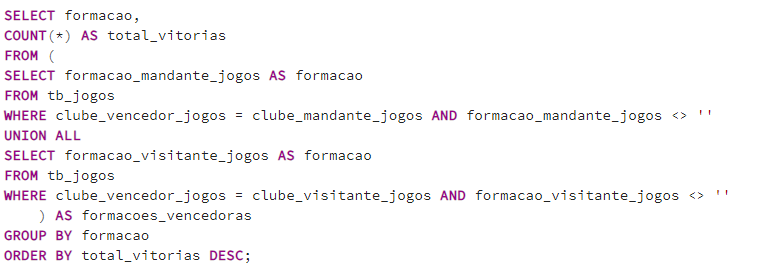 SELECT formacao,
COUNT(*) AS total_vitorias
FROM (
SELECT formacao_mandante_jogos AS formacao
FROM tb_jogos
WHERE clube_vencedor_jogos = clube_mandante_jogos AND formacao_mandante_jogos <> ''
UNION ALL
SELECT formacao_visitante_jogos AS formacao
FROM tb_jogos
WHERE clube_vencedor_jogos = clube_visitante_jogos AND formacao_visitante_jogos <> ''
    ) AS formacoes_vencedoras
GROUP BY formacao
ORDER BY total_vitorias DESC;